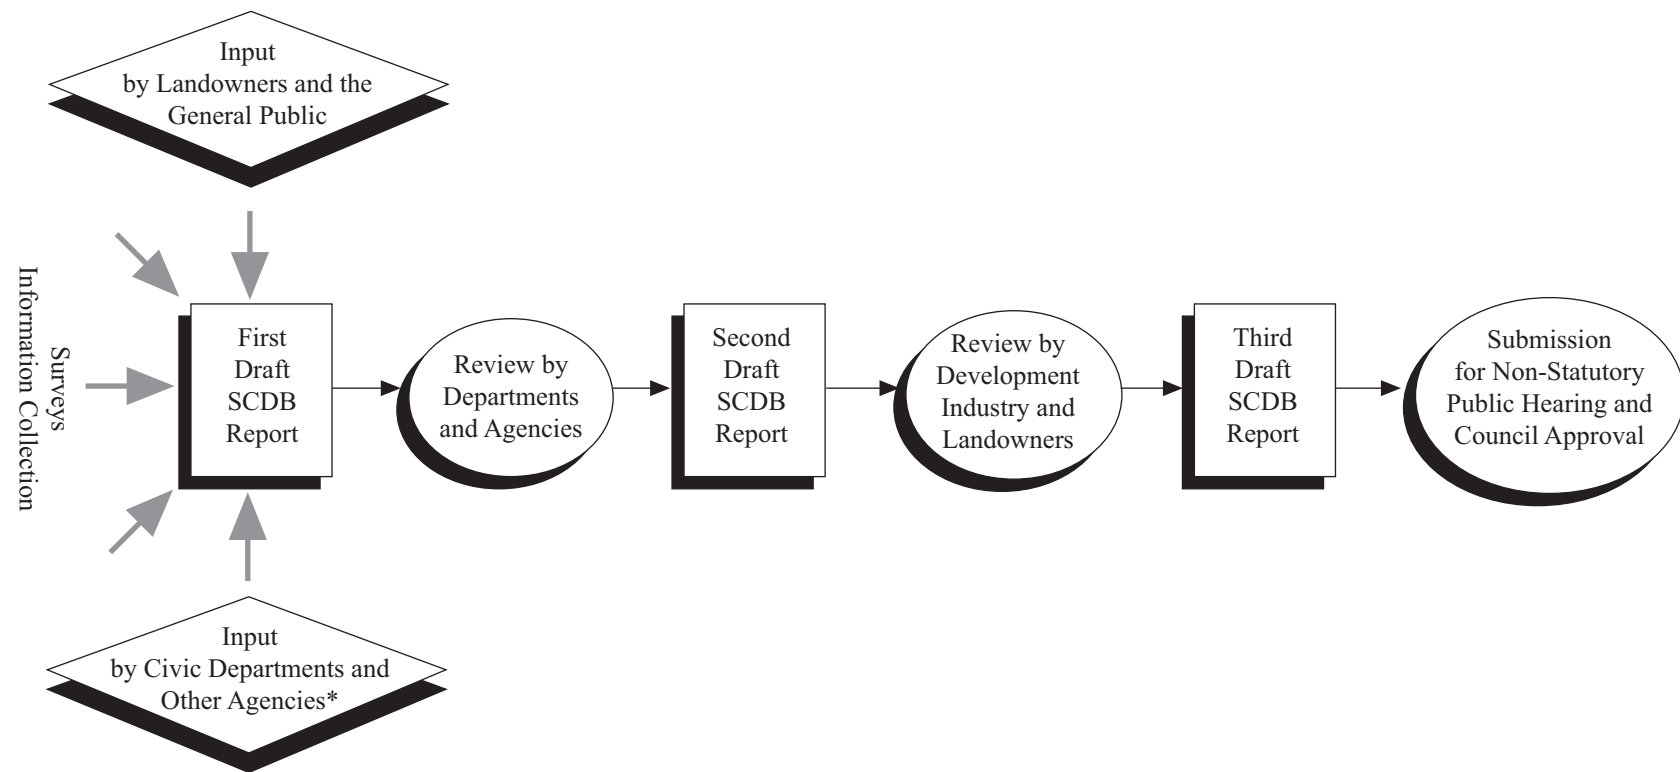 Input
by Landowners and the
General Public
Surveys
Information Collection
First
Draft
SCDB
Report
Review by
Departments
and Agencies
Second
Draft
SCDB
Report
Review by
Development
Industry and
Landowners
Third
Draft
SCDB
Report
Submission
for Non-Statutory
Public Hearing and
Council Approval
Input
by Civic Departments and
Other Agencies*